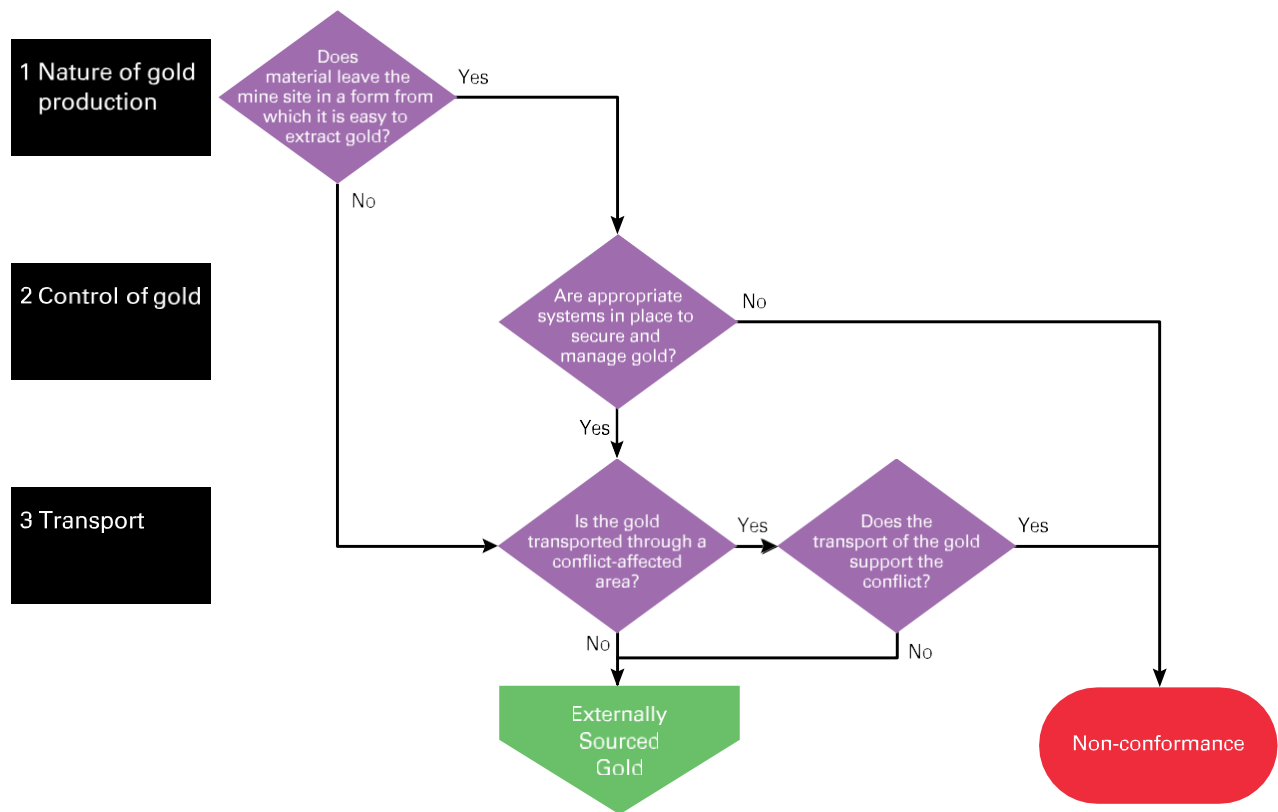 1 Nature of gold
production
Does
material leave the
mine site in a form from
which it is easy to
extract gold?
Yes
No
2 Control of gold
Are appropriate
systems in place to
secure and
manage gold?
No
Yes
3 Transport
Is the gold
transported through a
conflict-affected
area?
Yes
Does the
transport of the gold
support the
conflict?
Yes
No
No
Externally
Sourced
Gold
Non-conformance